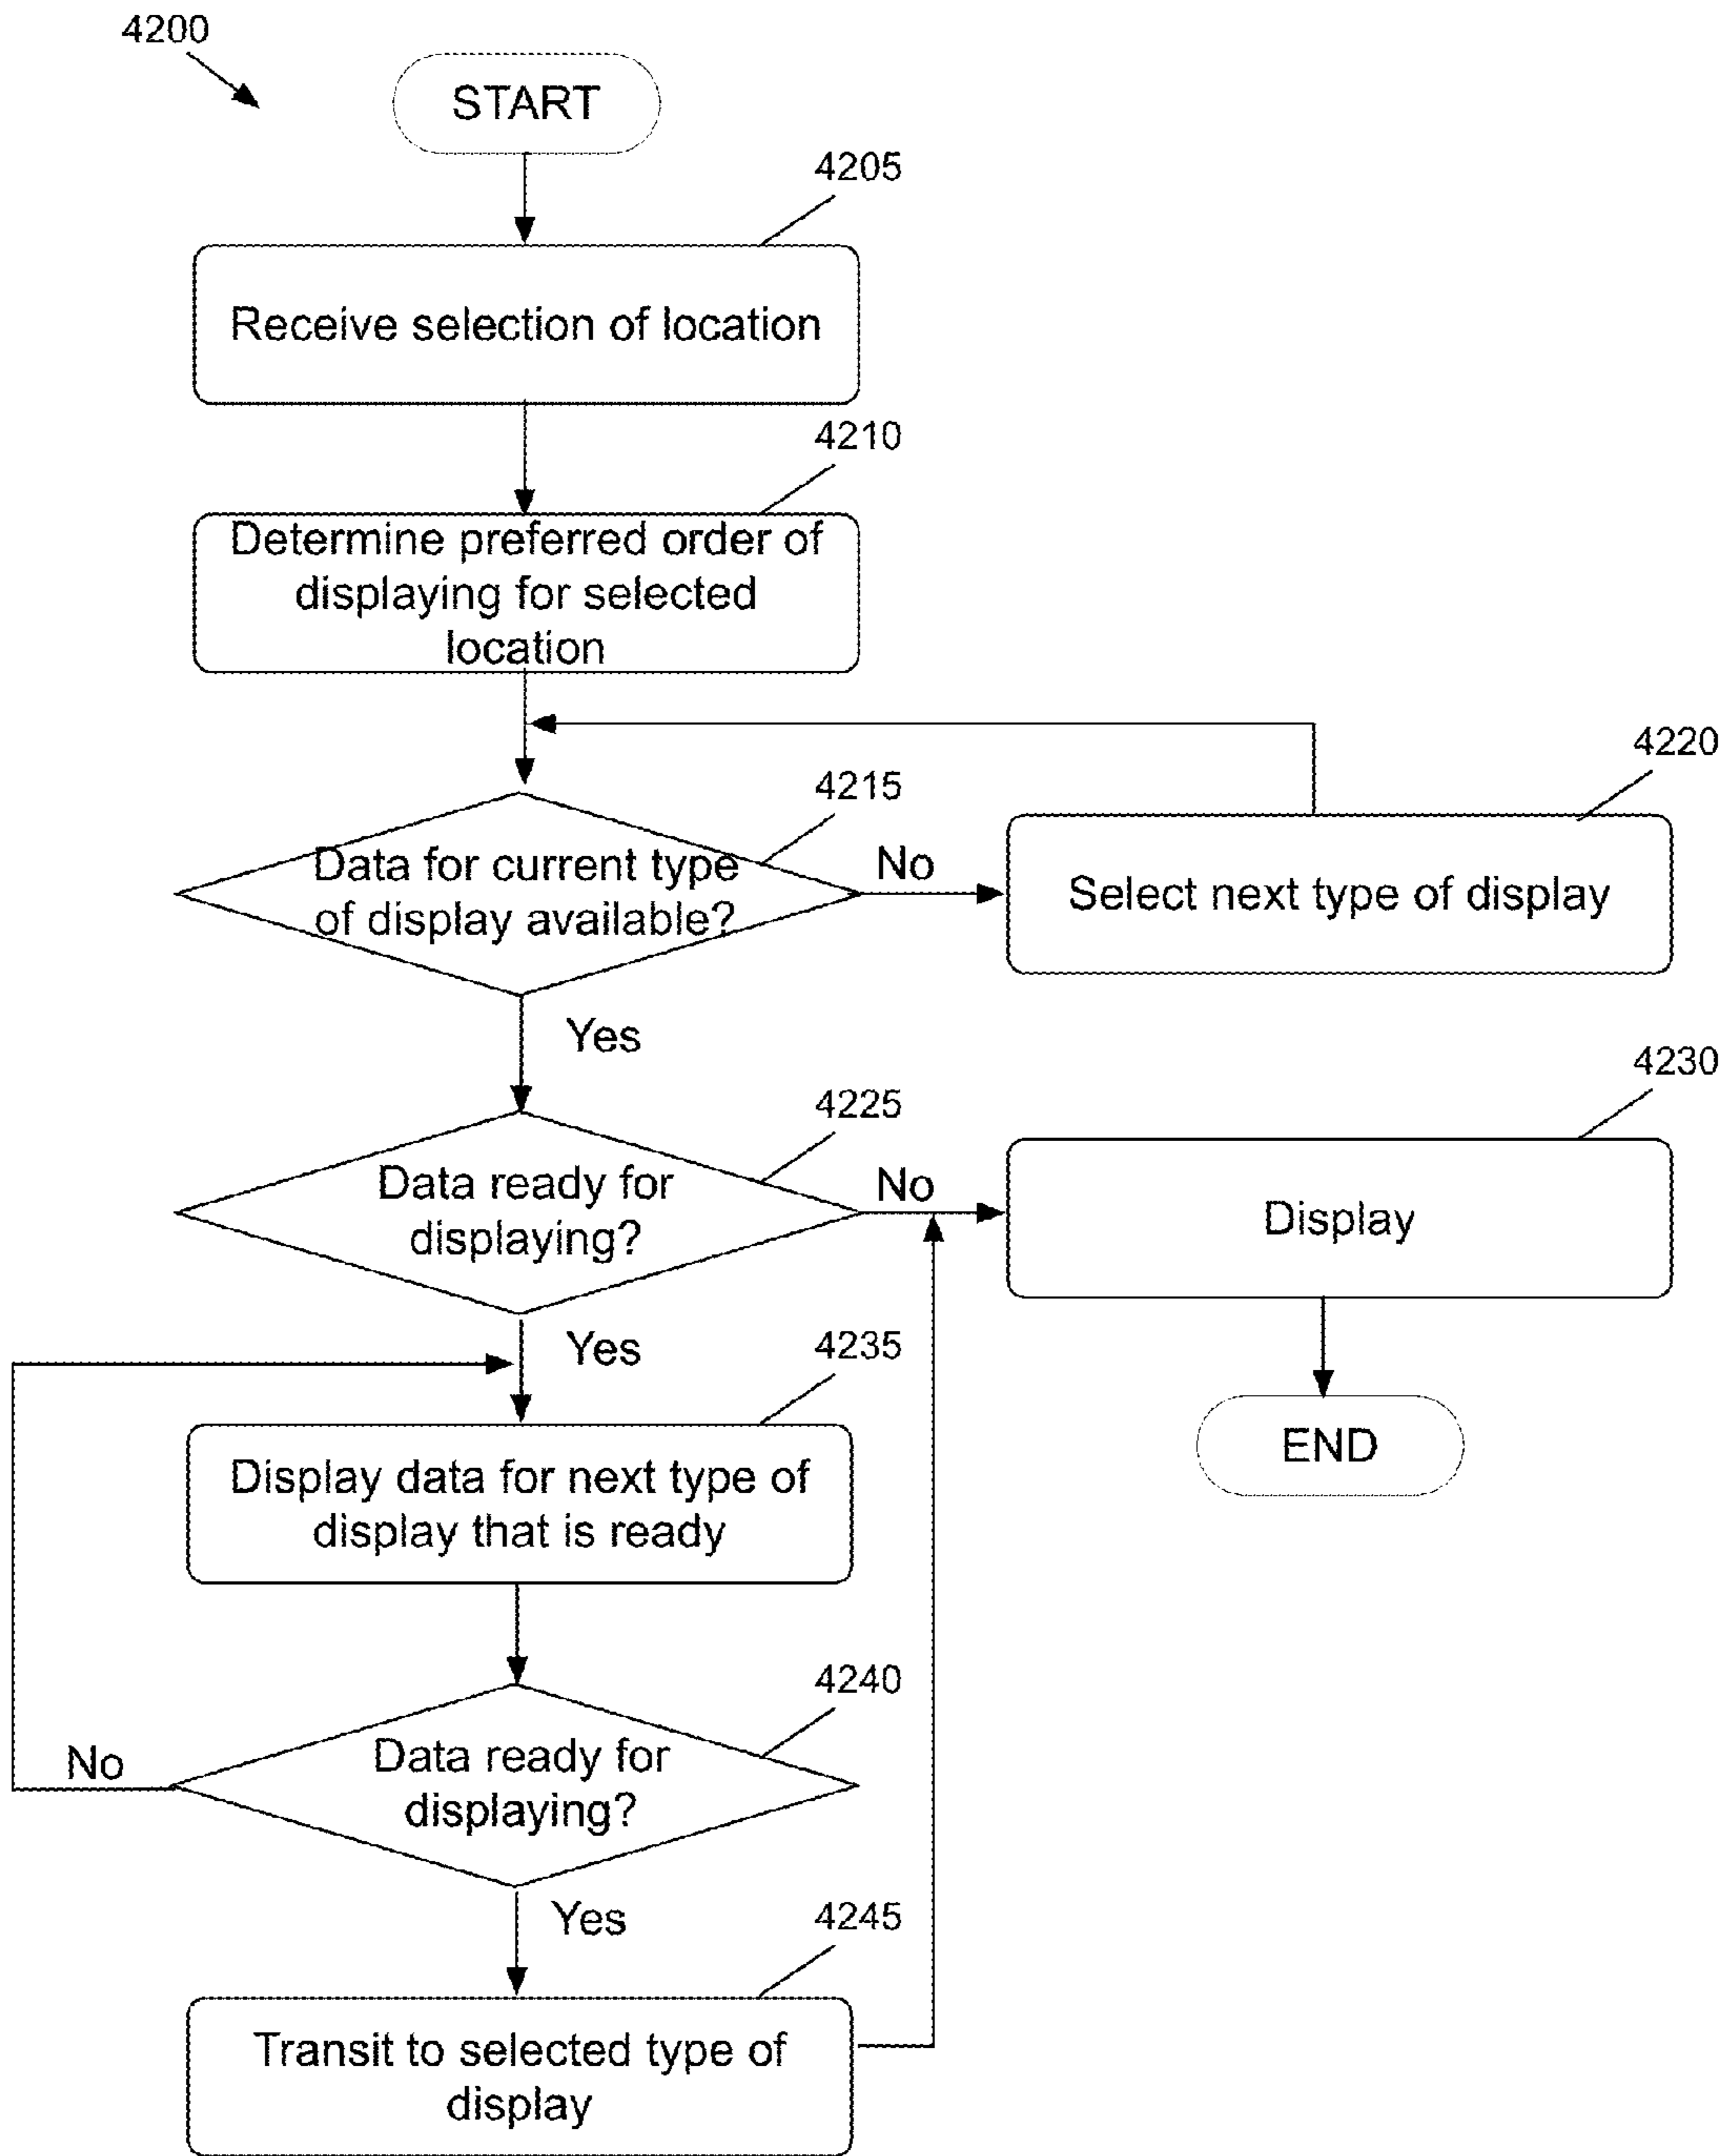 4200
START
4205
Receive selection of location
4210
Determine preferred order of
displaying for selected
location
4215
Data for current type
of display available?
No
4220
Select next type of display
Yes
4225
Data ready for
displaying?
No
4230
Display
Yes
4235
Display data for next type of
display that is ready
END
4240
Data ready for
displaying?
No
Yes
4245
Transit to selected type of
display